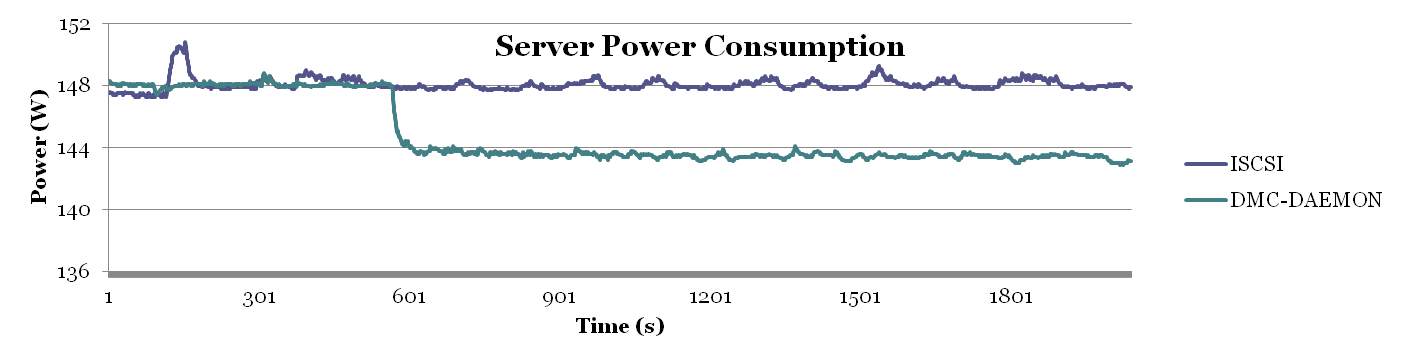 Server Power Consumption
152
148
144
140
136
Power (W)
1 301 601 901 1201 1501 1801
Time (s)
ISCSI
DMC-DAEMON